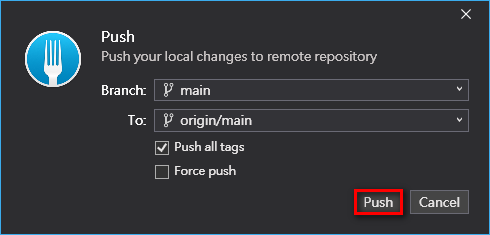 Push
Push your local changes to remote repository
Branch: main
To: origin/main
Push all tags
Force push
Push Cancel